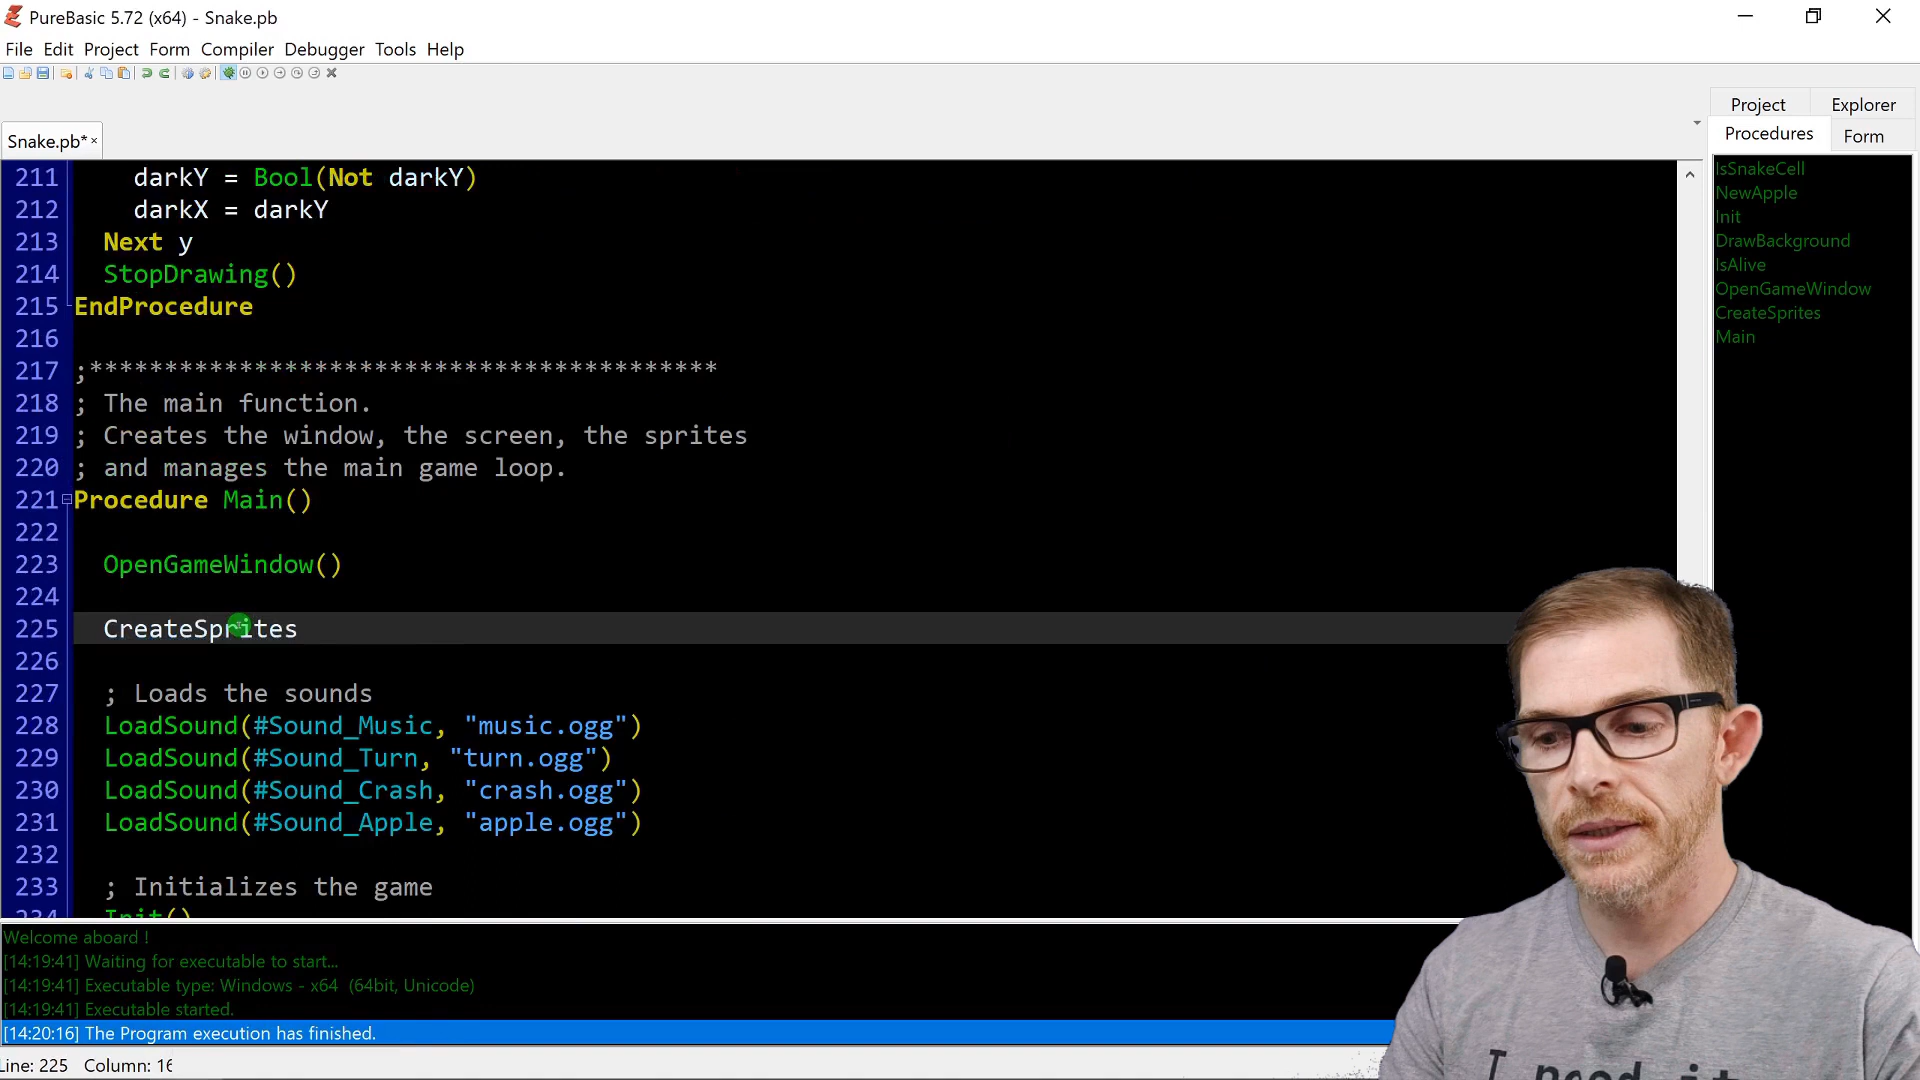 PureBasic 5.72 (x64) - Snake.pb
File Edit Project Form Compiler Debugger Tools Help
Project Explorer
Procedures Form
Snake.pb*
IsSnakeCell
NewApple
Init
DrawBackground
IsAlive
OpenGameWindow
CreateSprites
Main
211 darkY = Bool(Not darkY)
212 darkX = darkY
213 Next y
214 StopDrawing()
215 EndProcedure
216
217 ;******************************************
218 ; The main function.
219 ; Creates the window, the screen, the sprites
220 ; and manages the main game loop.
221 Procedure Main()
222
223 OpenGameWindow()
224
225 CreateSprites
226
227 ; Loads the sounds
228 LoadSound(#Sound_Music, "music.ogg")
229 LoadSound(#Sound_Turn, "turn.ogg")
230 LoadSound(#Sound_Crash, "crash.ogg")
231 LoadSound(#Sound_Apple, "apple.ogg")
232
233 ; Initializes the game
234 Init()
Welcome aboard !
[14:19:41] Waiting for executable to start...
[14:19:41] Executable type: Windows - x64 (64bit, Unicode)
[14:19:41] Executable started.
[14:20:16] The Program execution has finished.
Line: 225 Column: 16
I need it